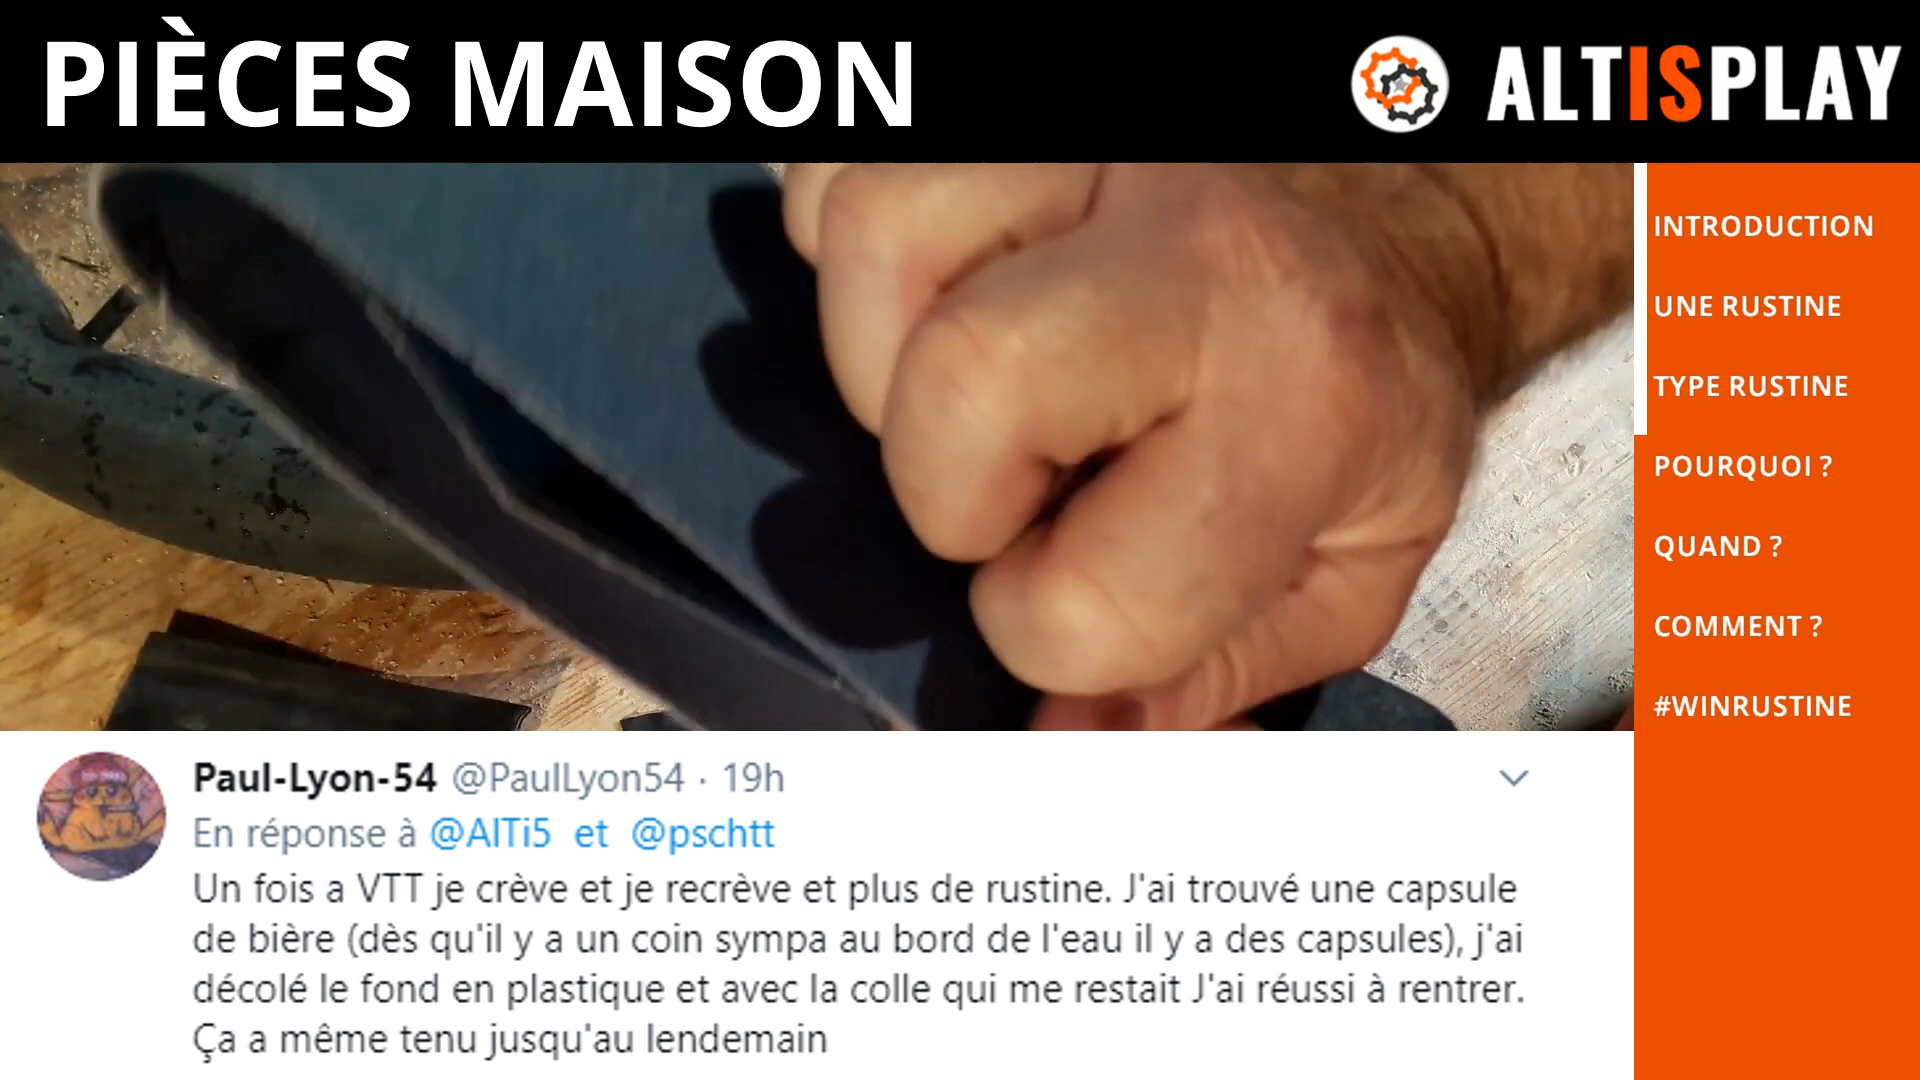 PIÈCES MAISON
ALTISPLAY
INTRODUCTION
UNE RUSTINE
TYPE RUSTINE
POURQUOI ?
QUAND ?
COMMENT ?
#WINRUSTINE
Paul-Lyon-54 @PaulLyon54 · 19h
En réponse à @AlTi5 et @pschtt
Un fois a VTT je crève et je recrève et plus de rustine. J'ai trouvé une capsule
de bière (dès qu'il y a un coin sympa au bord de l'eau il y a des capsules), j'ai
décolé le fond en plastique et avec la colle qui me restait J'ai réussi à rentrer.
Ça a même tenu jusqu'au lendemain